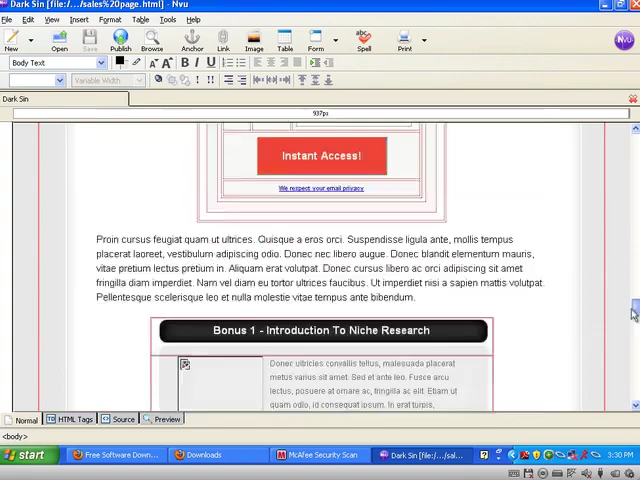 Dark Sin [file:/.../sales%20page.html] - Nvu
File Edit View Insert Format Table Tools Help
New Open Save Publish Browse Anchor Link Image Table Form Spell Print
Body Text
Variable Width
Dark Sin
937px
Instant Access!
We respect your email privacy
Proin cursus feugiat quam ut ultrices. Quisque a eros orci. Suspendisse ligula ante, mollis tempus
placerat laoreet, vestibulum adipiscing odio. Donec nec libero augue. Donec blandit elementum mauris,
vitae pretium lectus pretium in. Aliquam erat volutpat. Donec cursus libero ac orci adipiscing sit amet
fringilla diam imperdiet. Nam vel diam eu tortor ultrices faucibus. Ut imperdiet nisi a sapien mattis volutpat.
Pellentesque scelerisque leo et nulla molestie vitae tempus ante bibendum.
Bonus 1 - Introduction To Niche Research
Donec ultricies convallis tellus, malesuada placerat
metus varius sit amet. Sed et ante leo. Fusce arcu
lectus, posuere at ornare ac, fringilla ac elit. Etiam ut
quam odio, id consequat ipsum. In erat turpis,
Normal HTML Tags Source Preview
<body>
start Free Software Down... Downloads McAfee Security Scan Dark Sin [file:/.../sal... 3:30 PM